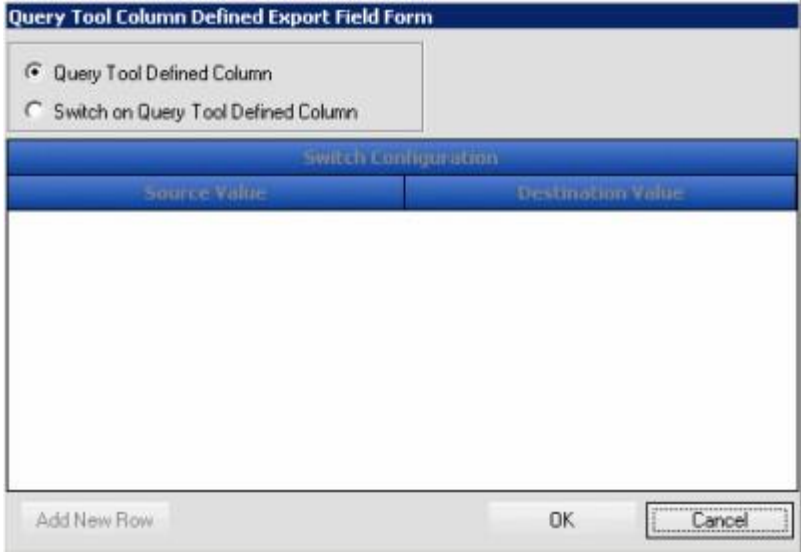 Query Tool Column Defined Export Field Form
Query Tool Defined Column
Switch on Query Tool Defined Column
Switch Configuration
Source Value Destination Value
Add New Row OK Cancel